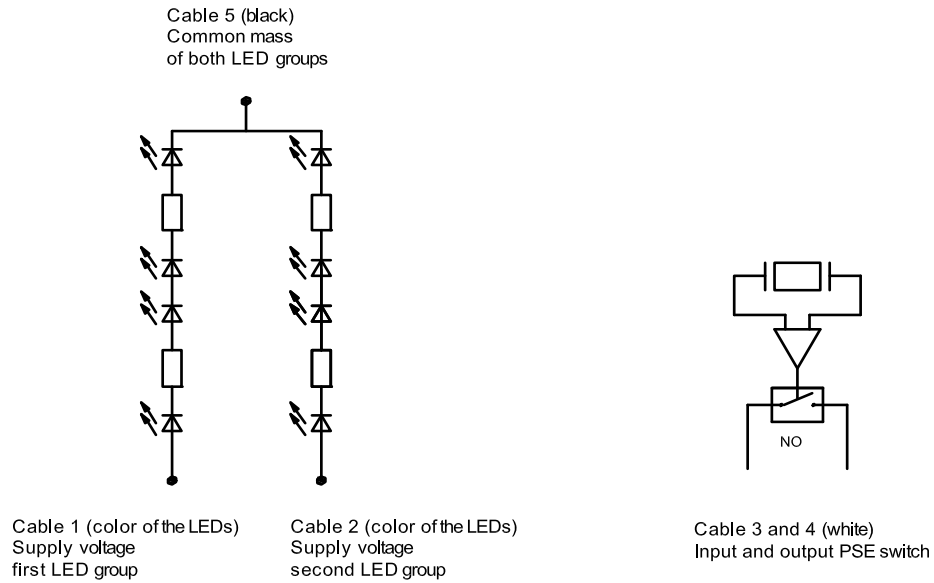 Cable 5 (black)
Common mass
of both LED groups
NO
Cable 1 (color of the LEDs)
Supply voltage
first LED group
Cable 2 (color of the LEDs)
Supply voltage
second LED group
Cable 3 and 4 (white)
Input and output PSE switch